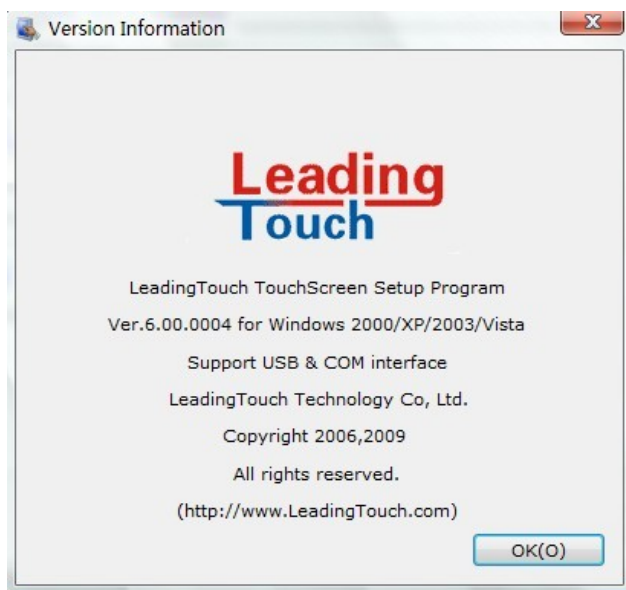 Version Information
Leading
Touch
LeadingTouch TouchScreen Setup Program
Ver.6.00.0004 for Windows 2000/XP/2003/Vista
Support USB & COM interface
LeadingTouch Technology Co, Ltd.
Copyright 2006,2009
All rights reserved.
(http://www.LeadingTouch.com)
OK(O)